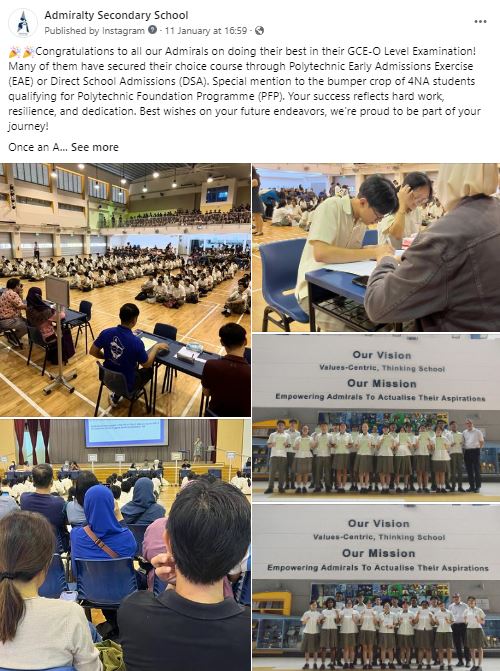 Admiralty Secondary School
Published by Instagram · 11 January at 16:59 ·
🎉🎉Congratulations to all our Admirals on doing their best in their GCE-O Level Examination!
Many of them have secured their choice course through Polytechnic Early Admissions Exercise
(EAE) or Direct School Admissions (DSA). Special mention to the bumper crop of 4NA students
qualifying for Polytechnic Foundation Programme (PFP). Your success reflects hard work,
resilience, and dedication. Best wishes on your future endeavors, we're proud to be part of your
journey!
Once an A... See more
Our Vision
Values-Centric, Thinking School
Our Mission
Empowering Admirals To Actualise Their Aspirations
Our Vision
Values-Centric, Thinking School
Our Mission
Empowering Admirals To Actualise Their Aspirations